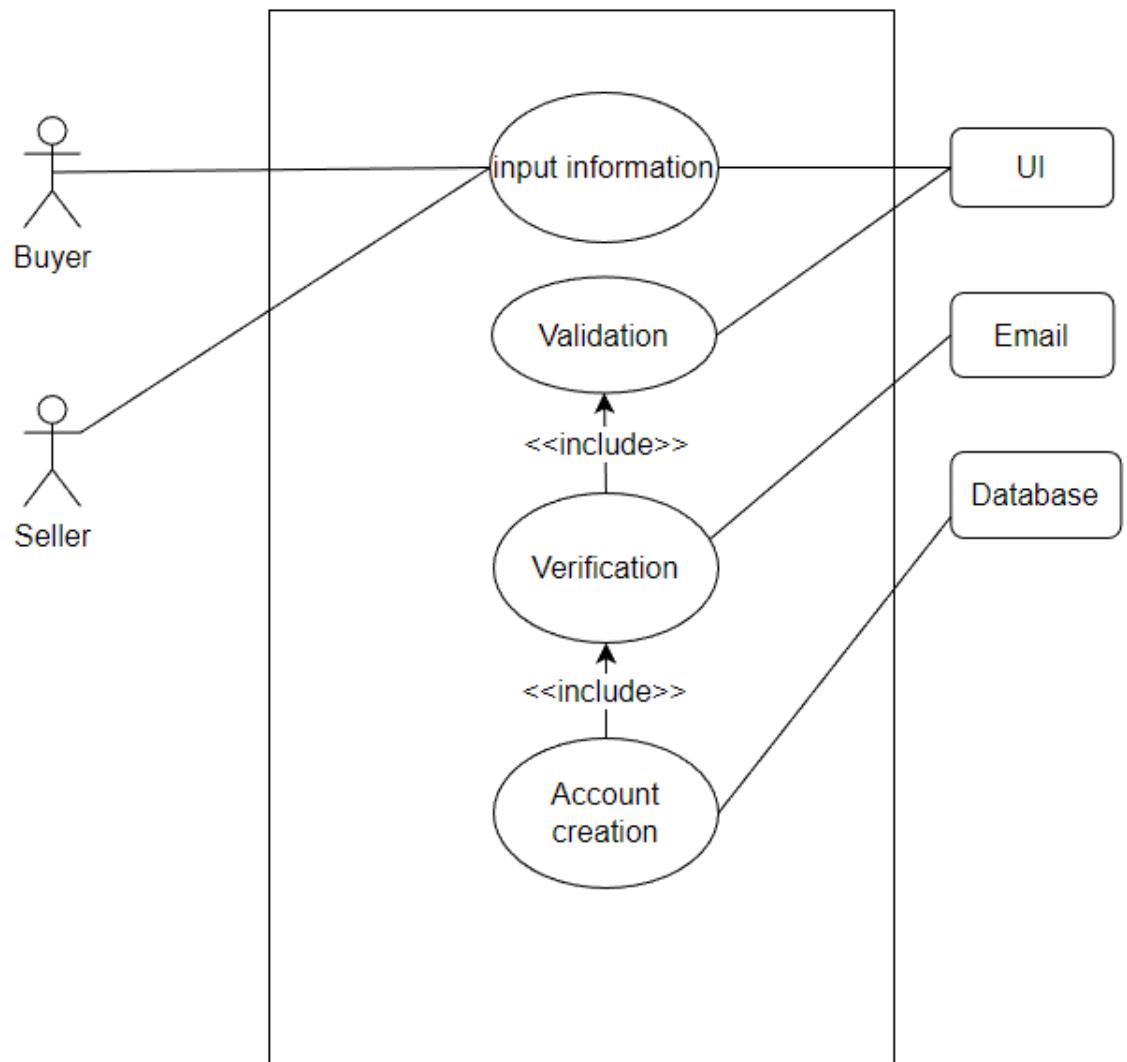 input information
UI
Buyer
Validation
Email
<<include>>
Seller
Database
Verification
<<include>>
Account
creation